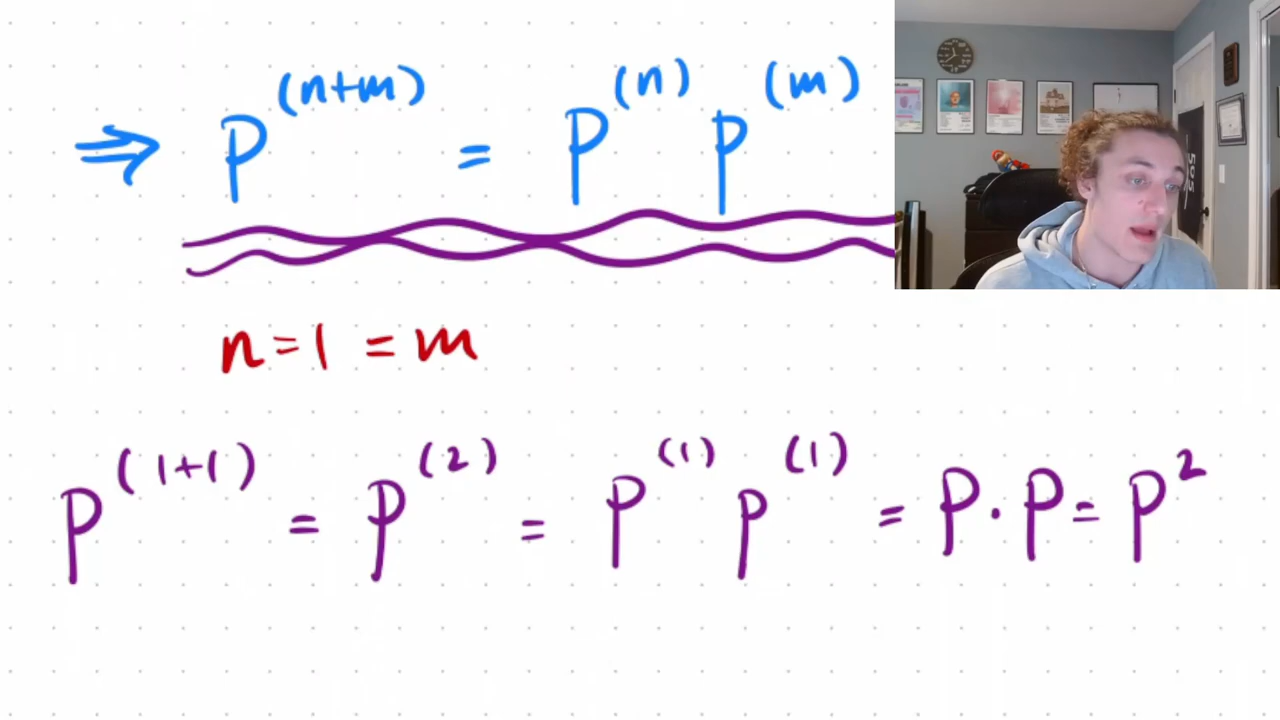 ⇒ P^(n+m) = P^(n) P^(m)
n=1=m
P^(1+1) = P^(2) = P^(1) P^(1) = P·P = P^2